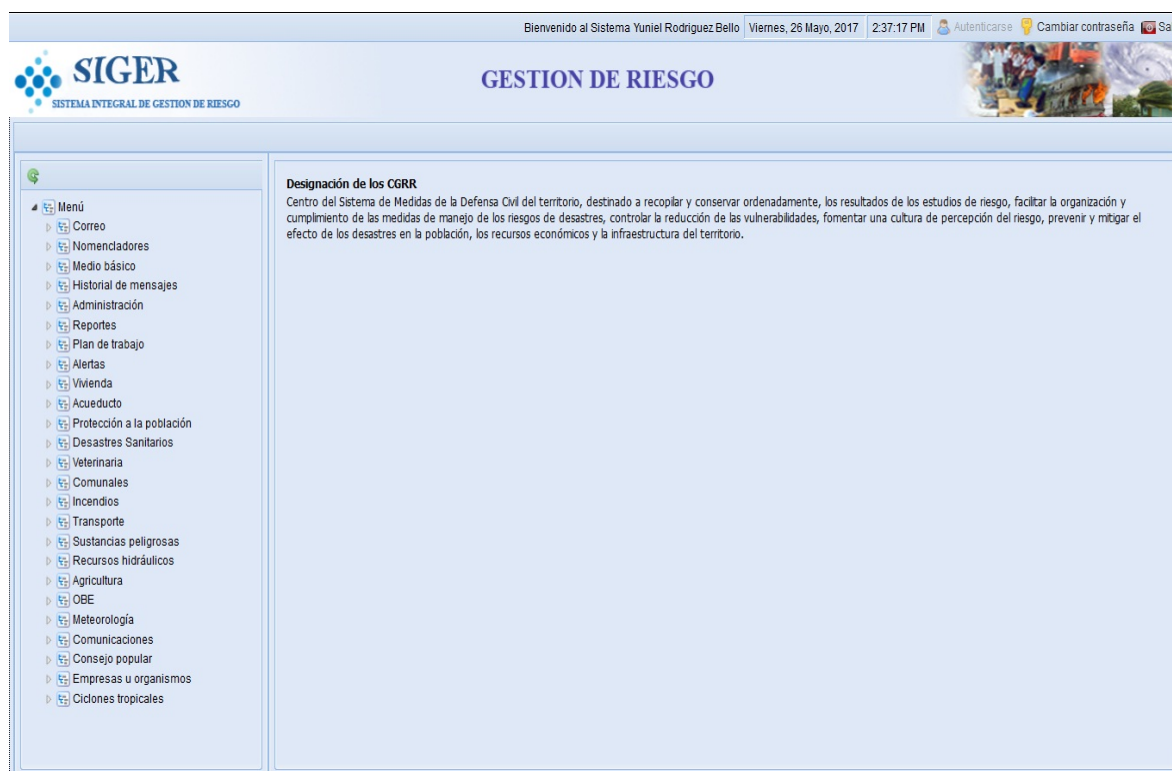 Bienvenido al Sistema Yuniel Rodriguez Bello Viernes, 26 Mayo, 2017 2:37:17 PM Autenticarse Cambiar contraseña Sa
SIGER
SISTEMA INTEGRAL DE GESTION DE RIESGO
GESTION DE RIESGO
Menú
Correo
Nomencladores
Medio básico
Historial de mensajes
Administración
Reportes
Plan de trabajo
Alertas
Vivienda
Acueducto
Protección a la población
Desastres Sanitarios
Veterinaria
Comunales
Incendios
Transporte
Sustancias peligrosas
Recursos hidráulicos
Agricultura
OBE
Meteorología
Comunicaciones
Consejo popular
Empresas u organismos
Ciclones tropicales
Designación de los CGRR
Centro del Sistema de Medidas de la Defensa Civil del territorio, destinado a recopilar y conservar ordenadamente, los resultados de los estudios de riesgo, facilitar la organización y
cumplimiento de las medidas de manejo de los riesgos de desastres, controlar la reducción de las vulnerabilidades, fomentar una cultura de percepción del riesgo, prevenir y mitigar el
efecto de los desastres en la población, los recursos económicos y la infraestructura del territorio.